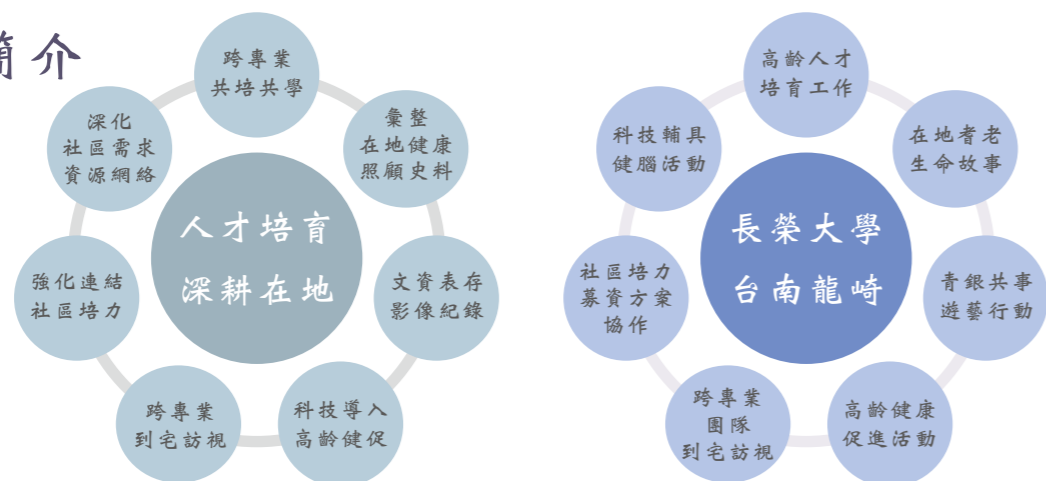 簡介
跨專業
共培共學
彙整
在地健康
照顧史料
文資表存
影像紀錄
科技導入
高齡健促
跨專業
到宅訪視
強化連結
社區培力
深化
社區需求
資源網絡
人才培育
深耕在地
高齡人才
培育工作
在地耆老
生命故事
青銀共事
遊藝行動
高齡健康
促進活動
跨專業
團隊
到宅訪視
社區培力
募資方案
協作
科技輔具
健腦活動
長榮大學
台南龍崎